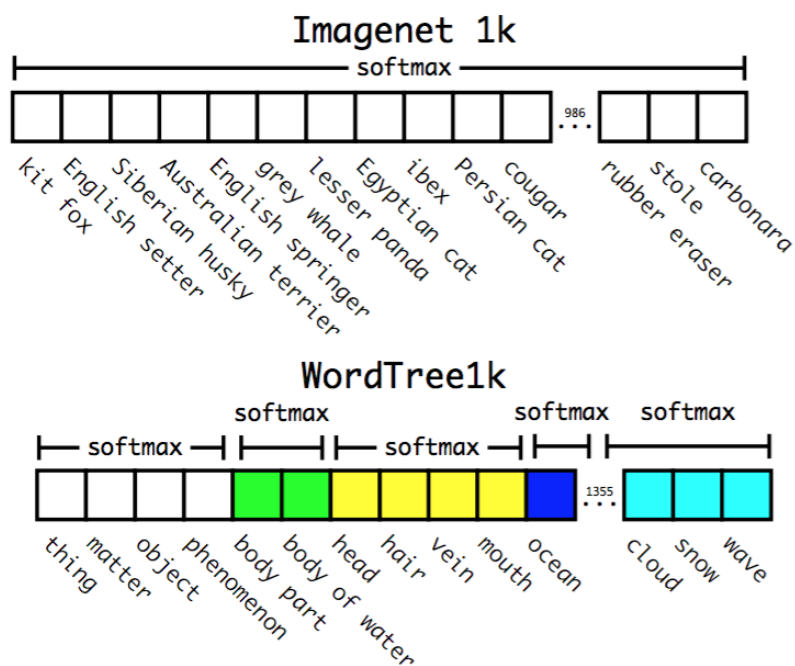 Imagenet 1k
softmax
986
...
kit fox
English setter
Siberian husky
Australian terrier
English springer
grey whale
lesser panda
Egyptian cat
ibex
Persian cat
cougar
rubber eraser
stole
carbonara
WordTree1k
softmax
softmax
softmax
softmax
softmax
1355
...
thing
matter
object
phenomenon
body part
body of water
head
hair
vein
mouth
ocean
cloud
snow
wave